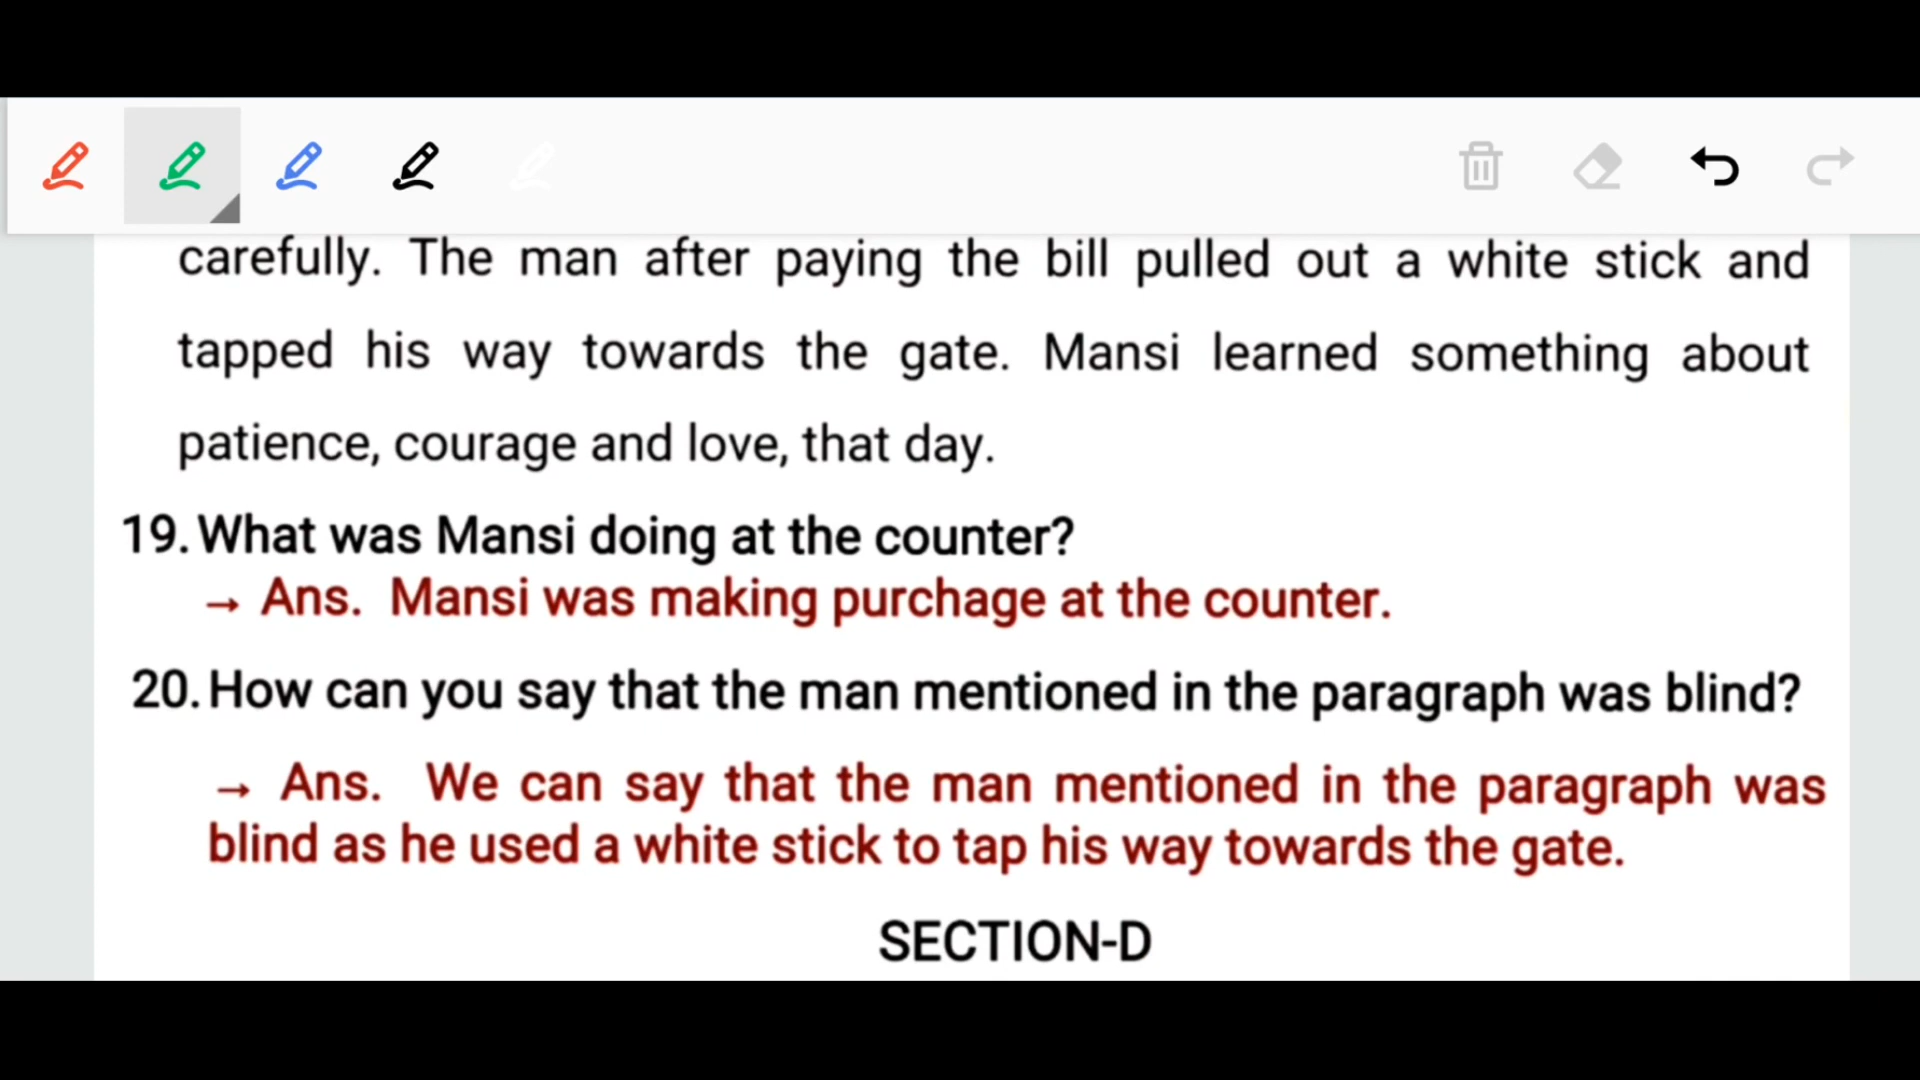 carefully. The man after paying the bill pulled out a white stick and
tapped his way towards the gate. Mansi learned something about
patience, courage and love, that day.
19. What was Mansi doing at the counter?
→ Ans. Mansi was making purchage at the counter.
20. How can you say that the man mentioned in the paragraph was blind?
→ Ans. We can say that the man mentioned in the paragraph was
blind as he used a white stick to tap his way towards the gate.
SECTION-D